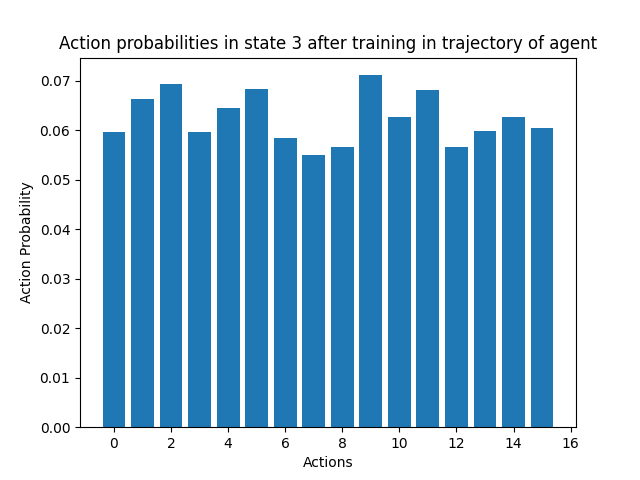 Action probabilities in state 3 after training in trajectory of agent
0.07
0.06
0.05
0.04
0.03
0.02
0.01
0.00
Action Probability
0 2 4 6 8 10 12 14 16
Actions